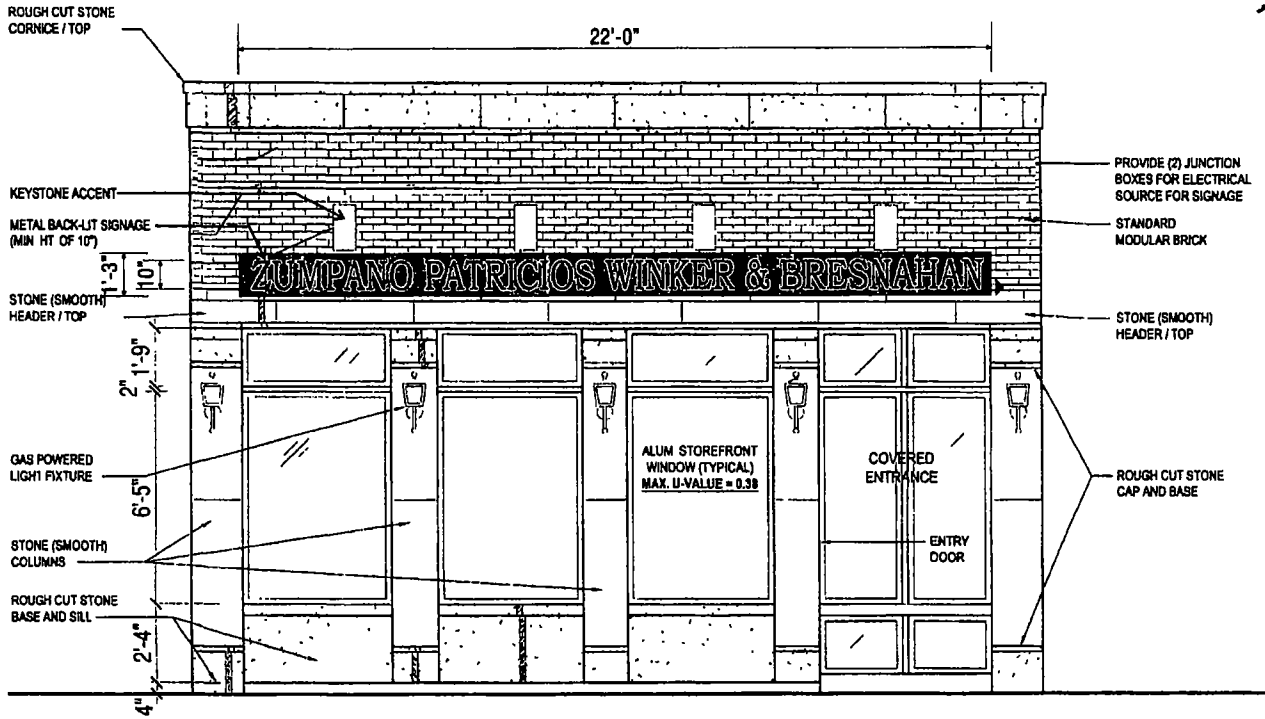 ROUGH CUT STONE
CORNICE / TOP
22'-0"
KEYSTONE ACCENT
METAL BACK-LIT SIGNAGE
(MIN HT OF 10")
1'-3"
10"
ZUMPANO PATRICIOS WINKER & BRESNAHAN
PROVIDE (2) JUNCTION
BOXES FOR ELECTRICAL
SOURCE FOR SIGNAGE
STANDARD
MODULAR BRICK
STONE (SMOOTH)
HEADER / TOP
STONE (SMOOTH)
HEADER / TOP
1'-9"
2"
GAS POWERED
LIGHT FIXTURE
6'-5"
ALUM STOREFRONT
WINDOW (TYPICAL)
MAX. U-VALUE = 0.38
COVERED
ENTRANCE
ROUGH CUT STONE
CAP AND BASE
STONE (SMOOTH)
COLUMNS
ENTRY
DOOR
ROUGH CUT STONE
BASE AND SILL
2'-4"
4"